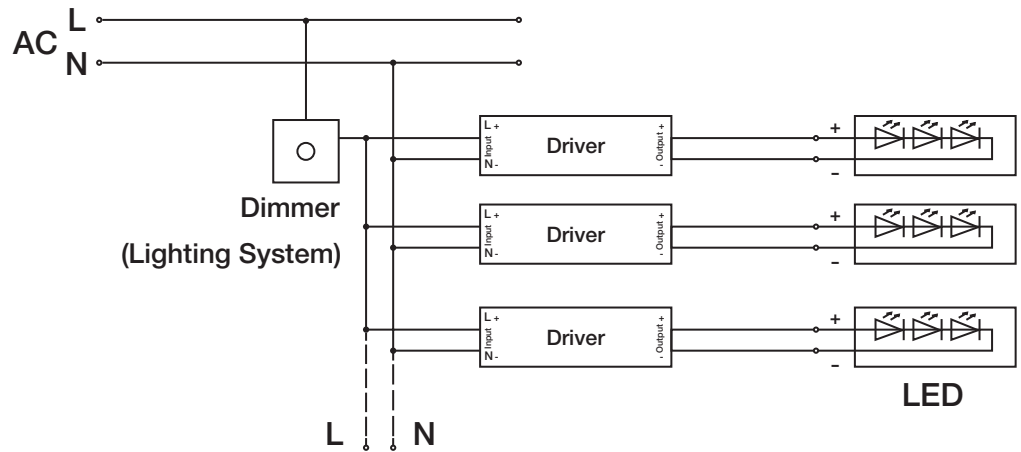 L
AC
N
Dimmer
(Lighting System)
L +
Input
N -
Driver
Output
+
-
+
-
L +
Input
N -
Driver
Output
+
-
+
-
L +
Input
N -
Driver
Output
+
-
+
-
LED
L N